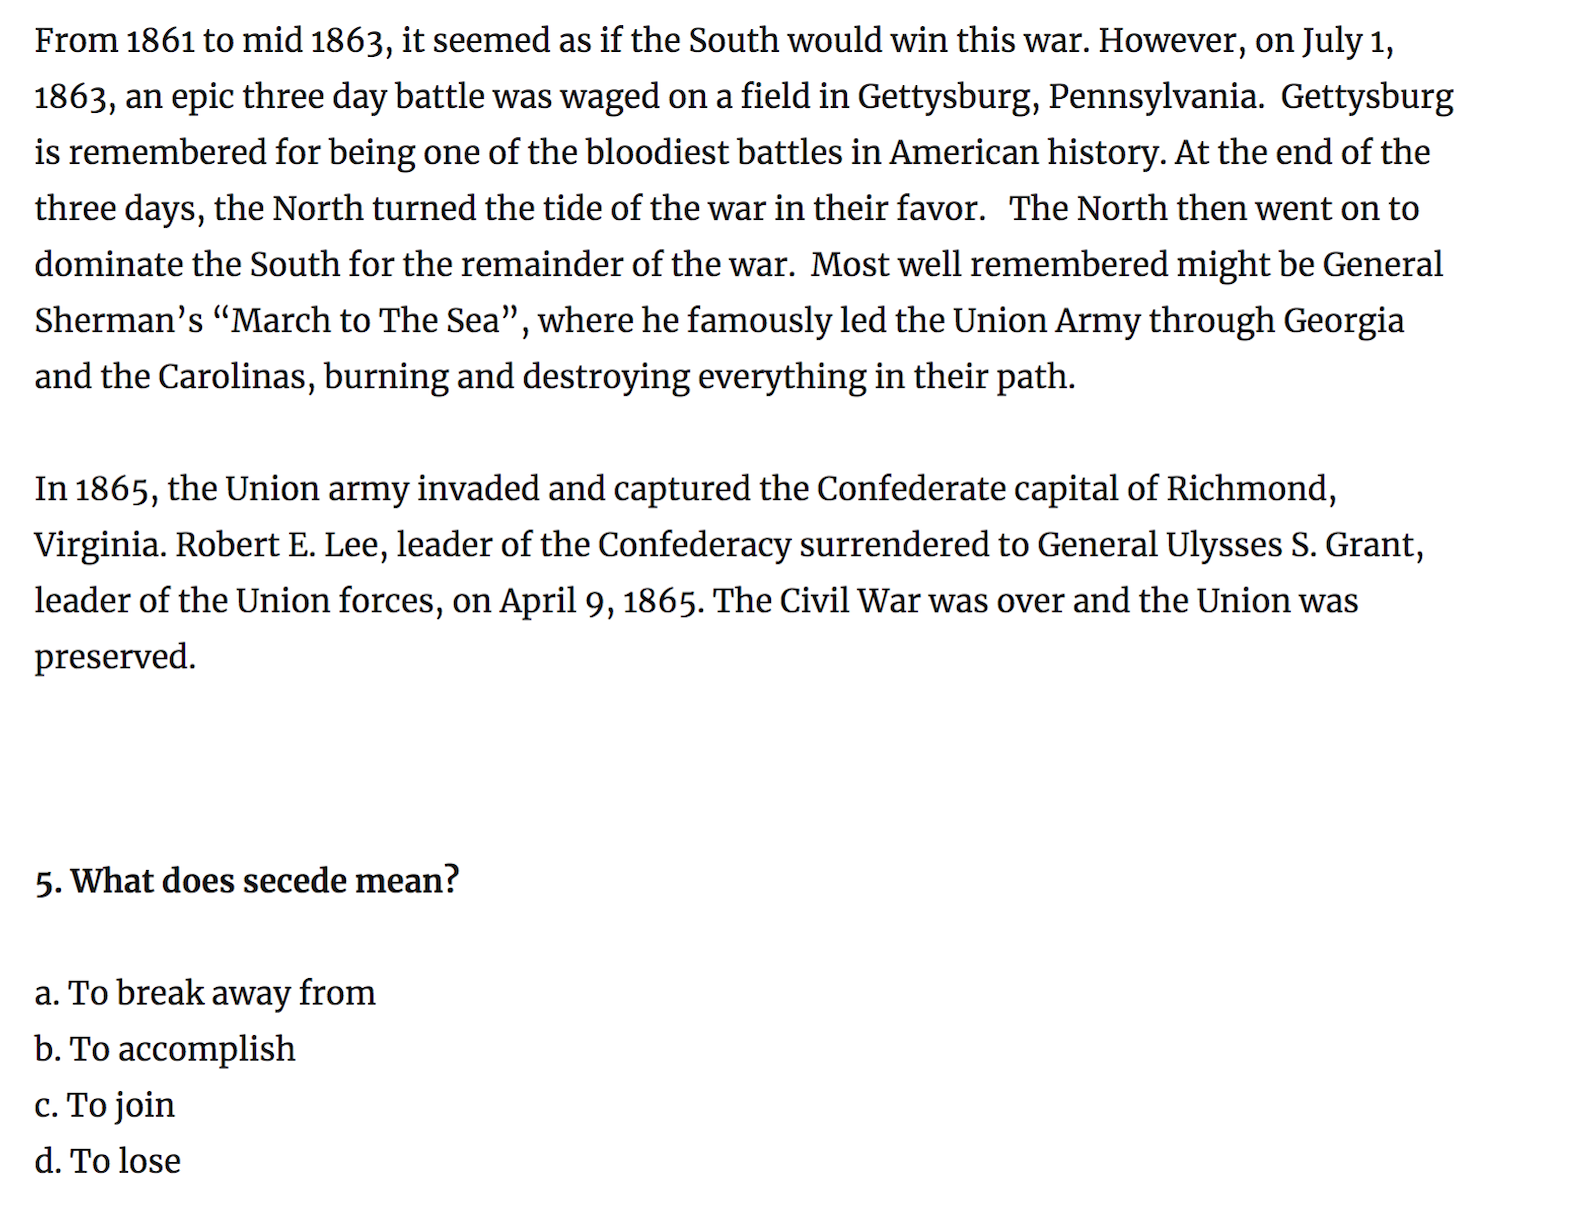 From 1861 to mid 1863, it seemed as if the South would win this war. However, on July 1,
1863, an epic three day battle was waged on a field in Gettysburg, Pennsylvania.  Gettysburg
is remembered for being one of the bloodiest battles in American history. At the end of the
three days, the North turned the tide of the war in their favor.   The North then went on to
dominate the South for the remainder of the war.  Most well remembered might be General
Sherman’s “March to The Sea”, where he famously led the Union Army through Georgia
and the Carolinas, burning and destroying everything in their path.
In 1865, the Union army invaded and captured the Confederate capital of Richmond,
Virginia. Robert E. Lee, leader of the Confederacy surrendered to General Ulysses S. Grant,
leader of the Union forces, on April 9, 1865. The Civil War was over and the Union was
preserved.
5. What does secede mean?
a. To break away from
b. To accomplish
c. To join
d. To lose